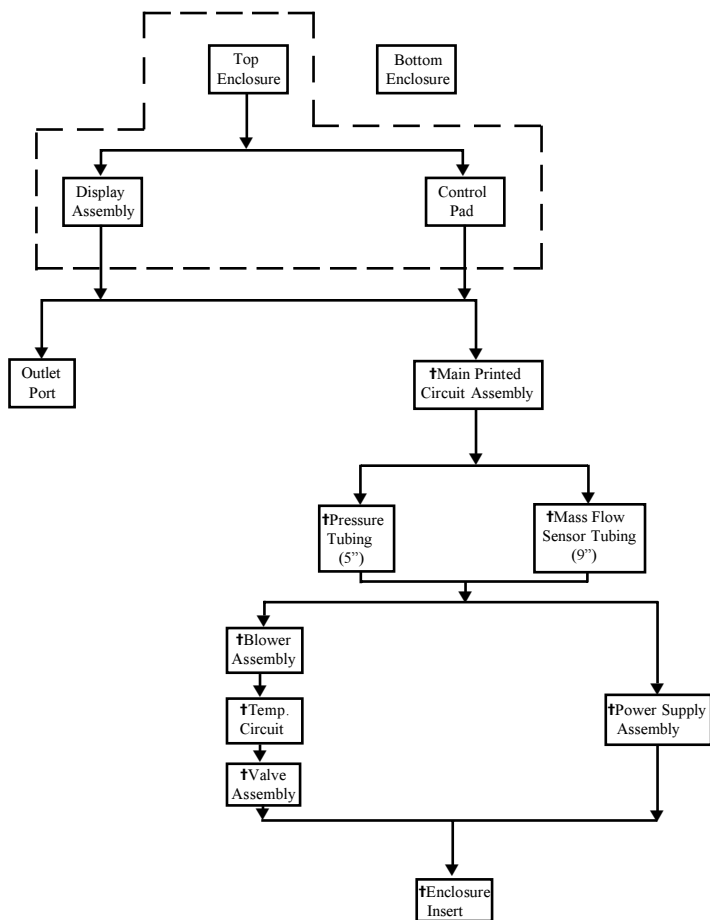 Top
Enclosure
Bottom
Enclosure
Display
Assembly
Control
Pad
Outlet
Port
†Main Printed
Circuit Assembly
†Pressure
Tubing
(5”)
†Mass Flow
Sensor Tubing
(9”)
†Blower
Assembly
†Temp.
Circuit
†Valve
Assembly
†Power Supply
Assembly
†Enclosure
Insert